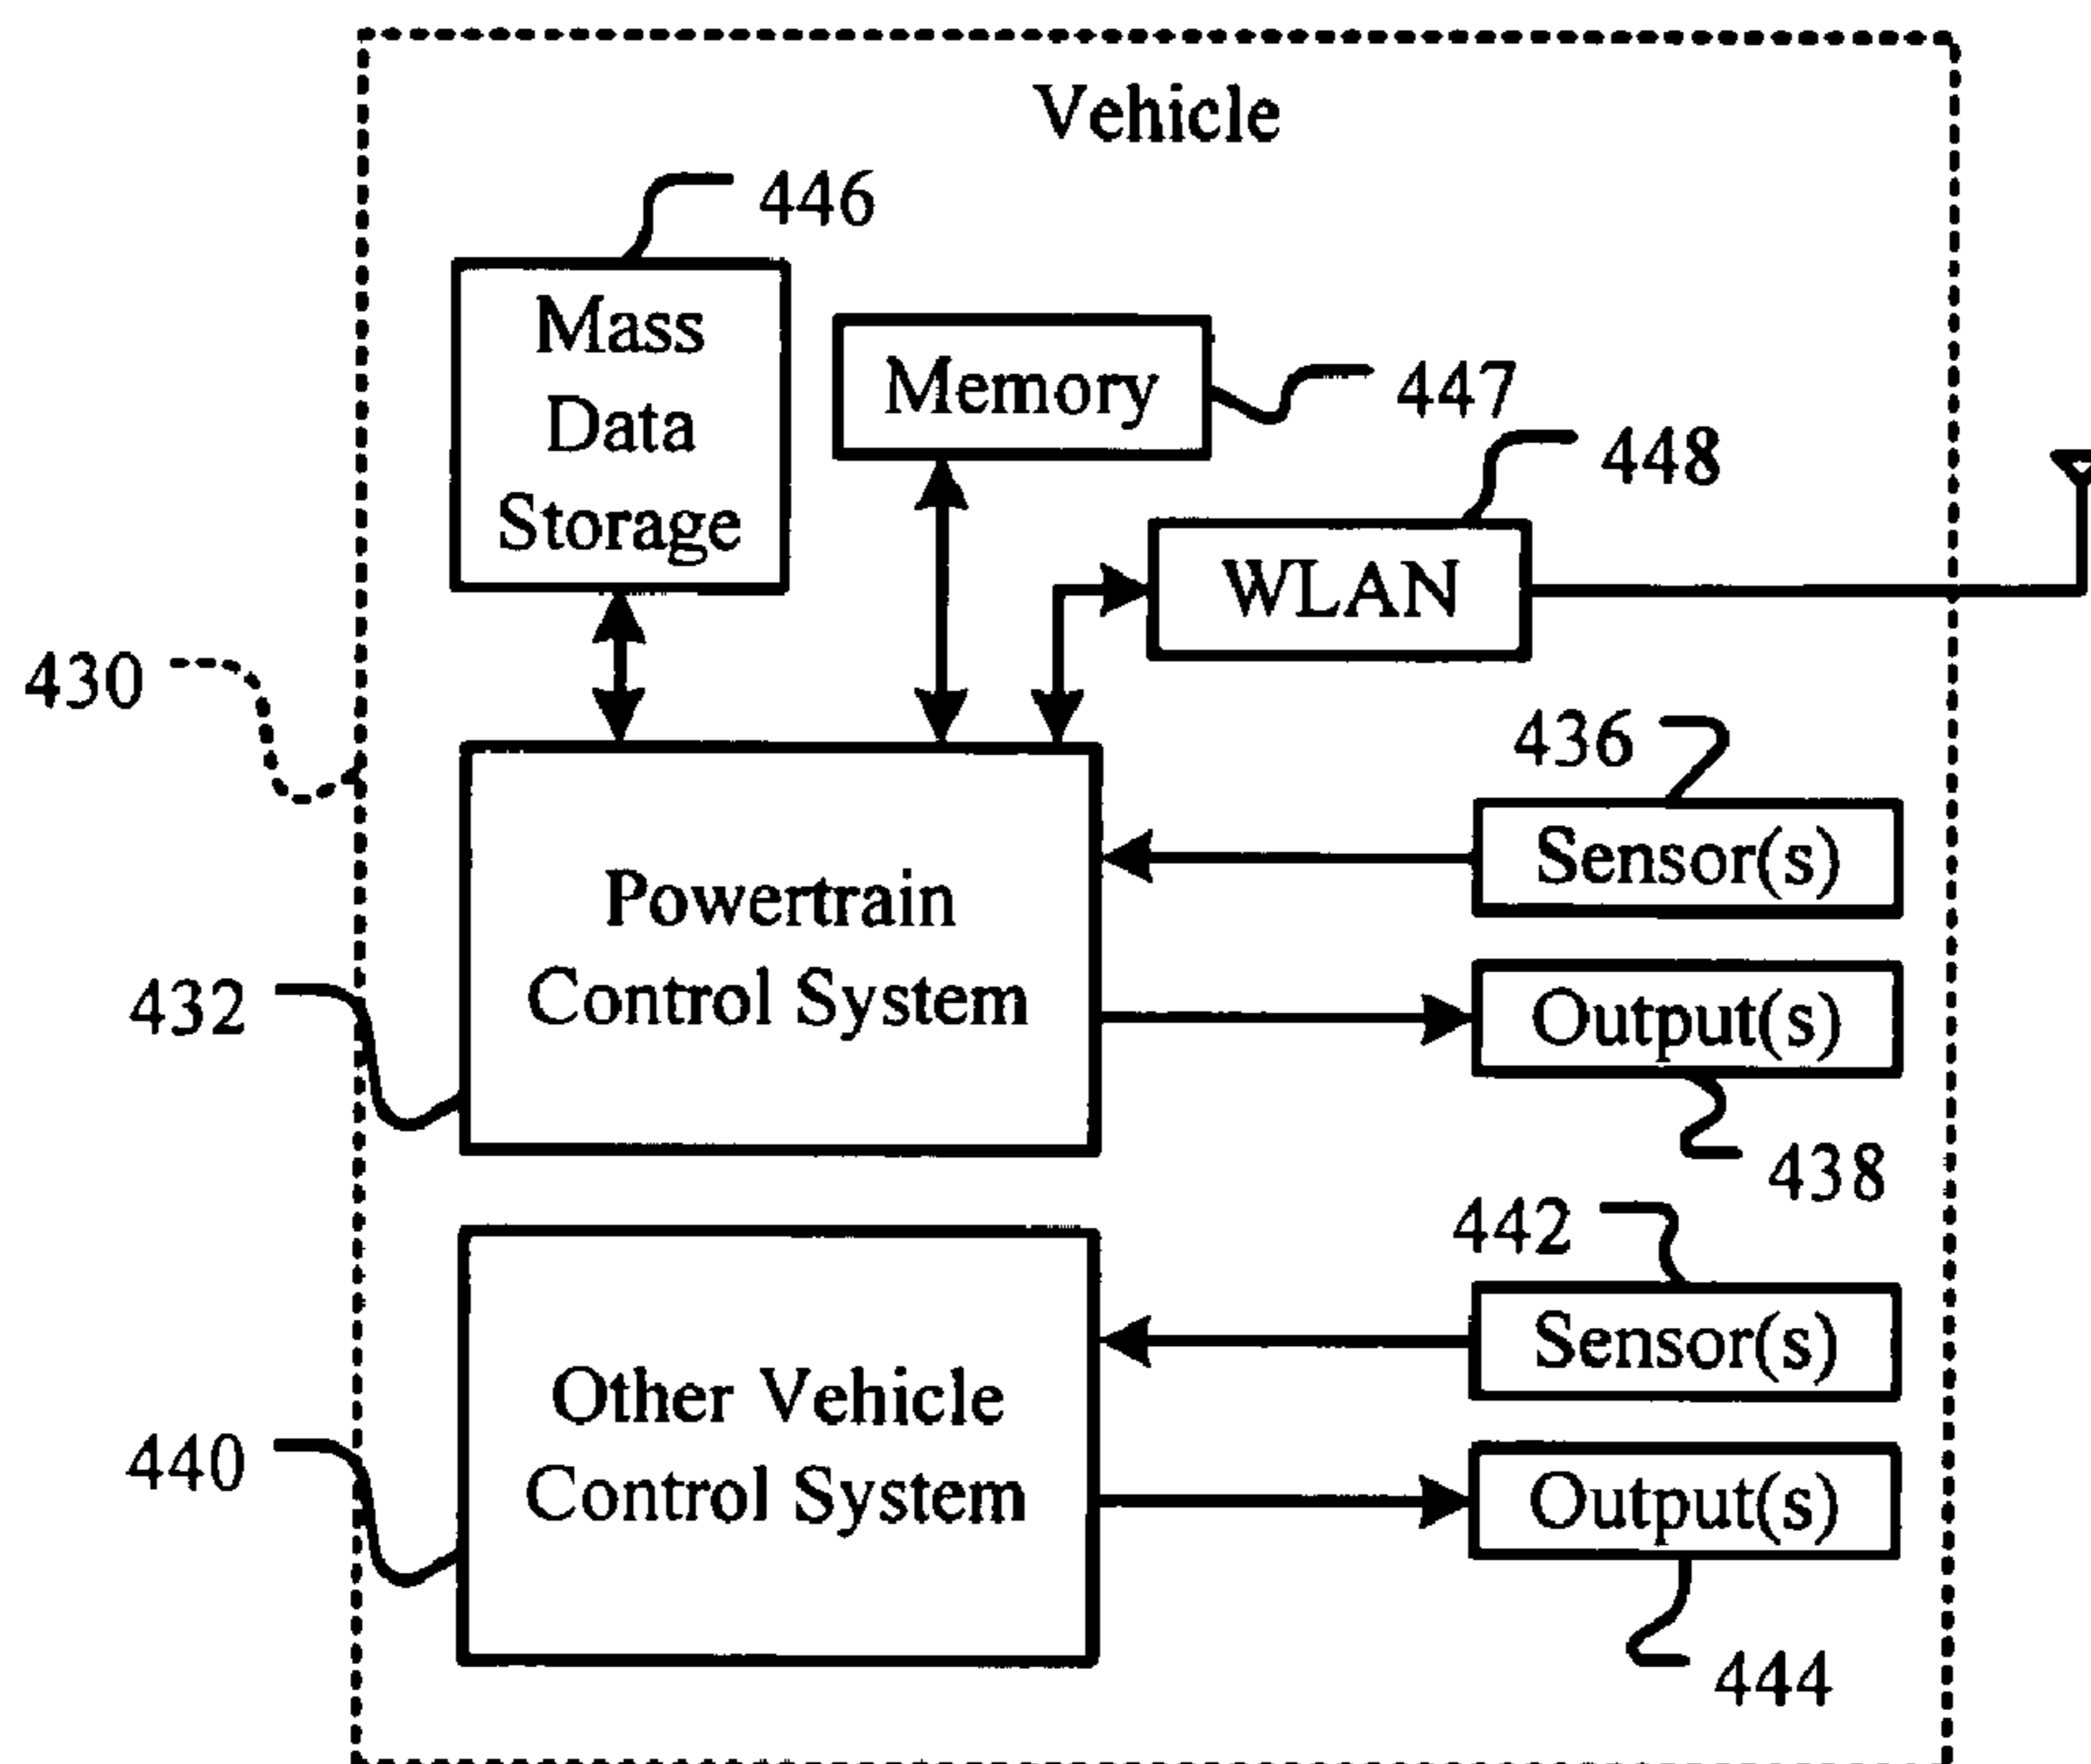 Vehicle
446
Mass
Data
Storage
Memory
447
448
WLAN
430
436
Sensor(s)
Powertrain
Control System
432
Output(s)
438
442
Sensor(s)
Other Vehicle
Control System
440
Output(s)
444